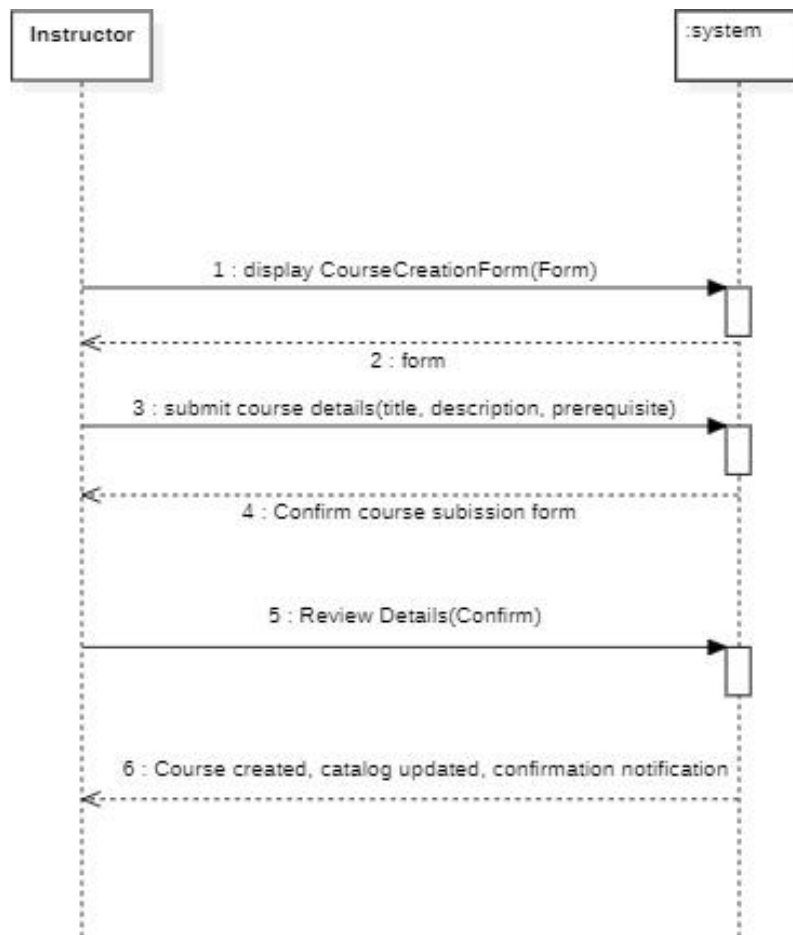 Instructor
:system
1 : display CourseCreationForm(Form)
2 : form
3 : submit course details(title, description, prerequisite)
4 : Confirm course subission form
5 : Review Details(Confirm)
6 : Course created, catalog updated, confirmation notification